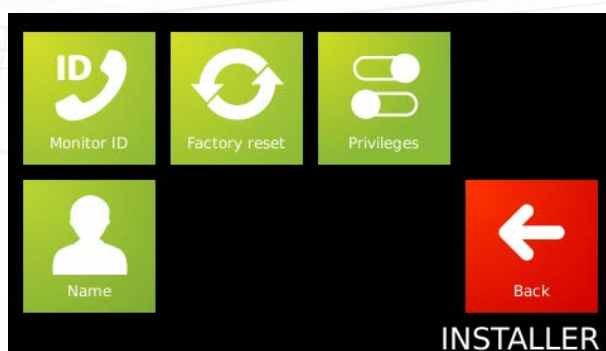 ID
Monitor ID
Factory reset
Privileges
Name
Back
INSTALLER